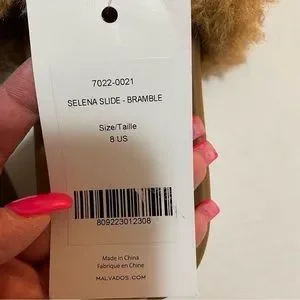 7022-0021
SELENA SLIDE - BRAMBLE
Size/Taille
8 US
809223012308
Made in China
Fabriqué en Chine
MALVADOS.COM